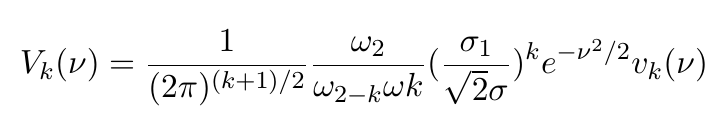 $V_k(\nu) = \frac{1}{(2\pi)^{(k+1)/2}} \frac{\omega_2}{\omega_{2-k}\omega k} (\frac{\sigma_1}{\sqrt{2}\sigma})^k e^{-\nu^2/2} v_k(\nu)$